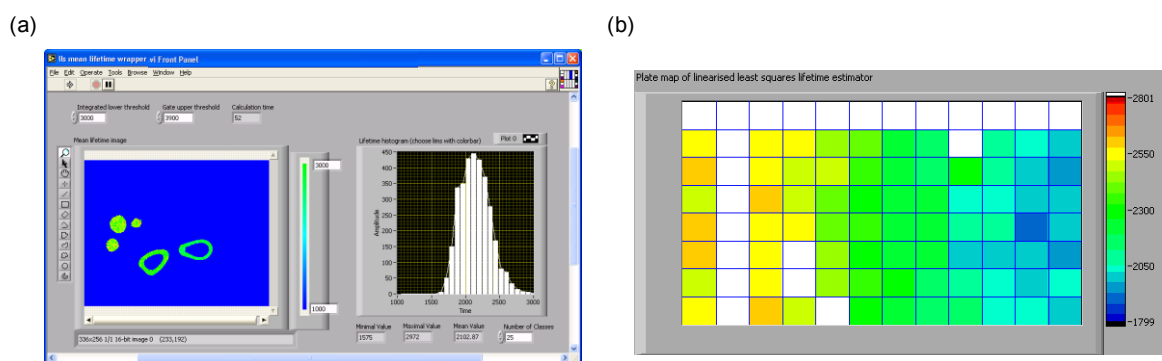 (a)
(b)
lls mean lifetime wrapper.vi Front Panel
File Edit Operate Tools Browse Window Help
Integrated lower threshold
Gate upper threshold
Calculation time
3000
3900
52
Mean lifetime image
3000
1000
336x256 1/1 16-bit image 0 (233,192)
Lifetime histogram (choose lims with colorbar)
Plot 0
Amplitude
450
400
350
300
250
200
150
100
50
0
1000
1500
2000
2500
3000
Time
Minimal Value
Maximal Value
Mean Value
Number of Classes
1575
2972
2102.87
25
Plate map of linearised least squares lifetime estimator
2801
2550
2300
2050
1799